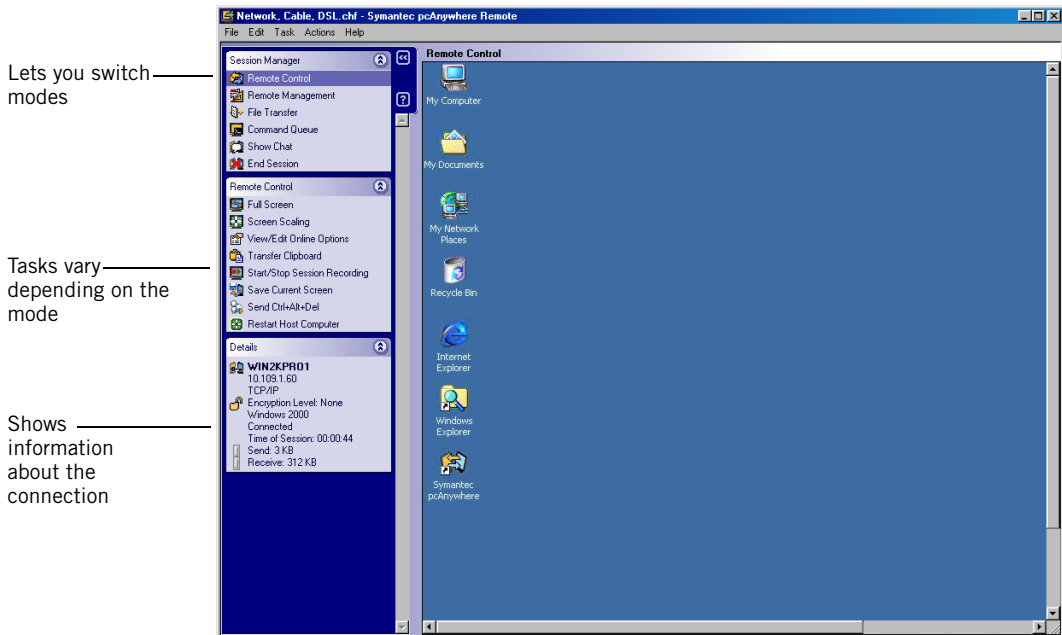 Network, Cable, DSL.chf - Symantec pcAnywhere Remote
File Edit Task Actions Help
Lets you switch
modes
Tasks vary
depending on the
mode
Shows
information
about the
connection
Session Manager
Remote Control
Remote Management
File Transfer
Command Queue
Show Chat
End Session
Remote Control
Full Screen
Screen Scaling
View/Edit Online Options
Transfer Clipboard
Start/Stop Session Recording
Save Current Screen
Send Ctrl+Alt+Del
Restart Host Computer
Details
WIN2KPRO1
10.109.1.60
TCP/IP
Encryption Level: None
Windows 2000
Connected
Time of Session: 00:00:44
Send: 3 KB
Receive: 312 KB
Remote Control
My Computer
My Documents
My Network
Places
Recycle Bin
Internet
Explorer
Windows
Explorer
Symantec
pcAnywhere